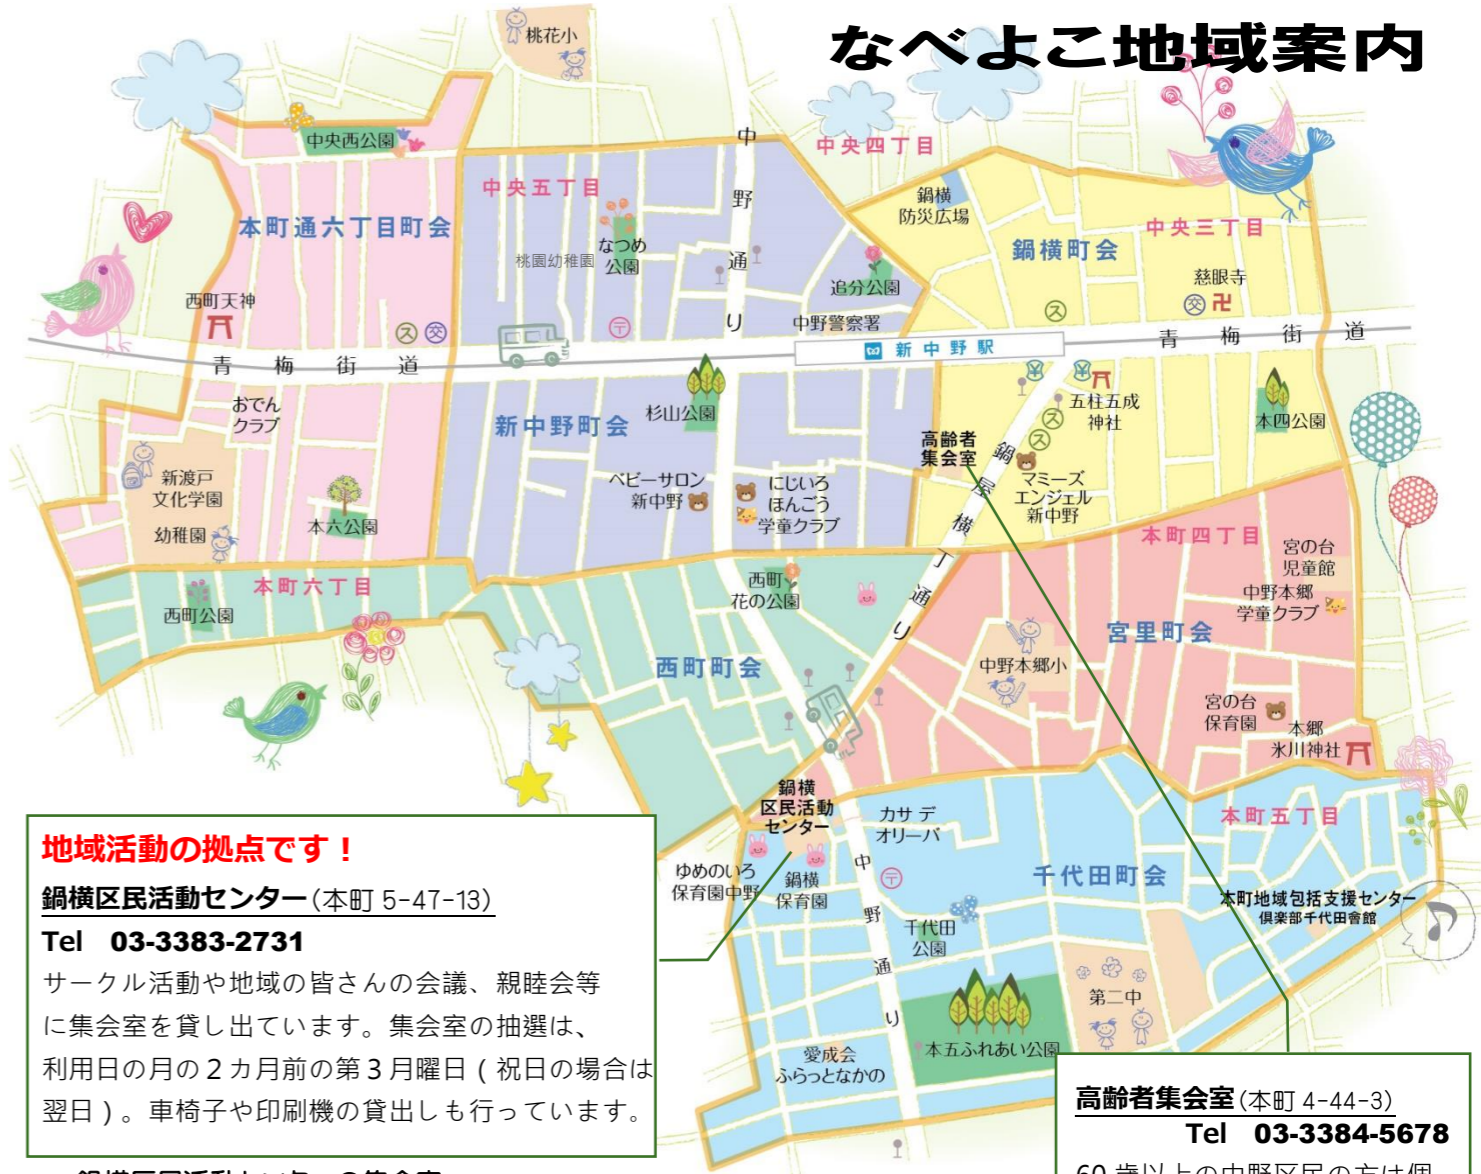 なべよこ地域案内
桃花小
中央西公園
中央四丁目
中央五丁目
本町通六丁目町会
なつめ
公園
桃園幼稚園
中野通り
鍋横
防災広場
鍋横町会
中央三丁目
慈眼寺
卍
追分公園
中野警察署
西町天神
ス
交
〒
ス
交
青梅街道
新中野駅
青梅街道
おでん
クラブ
新中野町会
杉山公園
五柱五成
神社
本四公園
高齢者
集会室
ス
ス
鍋屋横丁通り
マミーズ
エンジェル
新中野
新渡戸
文化学園
幼稚園
本六公園
ベビーサロン
新中野
にじいろ
ほんごう
学童クラブ
本町四丁目
宮の台
児童館
中野本郷
学童クラブ
本町六丁目
西町公園
西町
花の公園
西町町会
宮里町会
中野本郷小
宮の台
保育園
本郷
氷川神社
鍋横
区民活動
センター
カサ デ
オリーバ
本町五丁目
ゆめのいろ
保育園中野
鍋横
保育園
〒
中野通り
千代田町会
本町地域包括支援センター
倶楽部千代田會館
千代田
公園
第二中
本五ふれあい公園
愛成会
ふらっとなかの
地域活動の拠点です！
鍋横区民活動センター(本町 5-47-13)
Tel 03-3383-2731
サークル活動や地域の皆さんの会議、親睦会等
に集会室を貸し出ています。集会室の抽選は、
利用日の月の２カ月前の第３月曜日（祝日の場合は
翌日）。車椅子や印刷機の貸出しも行っています。
高齢者集会室(本町 4-44-3)
Tel 03-3384-5678